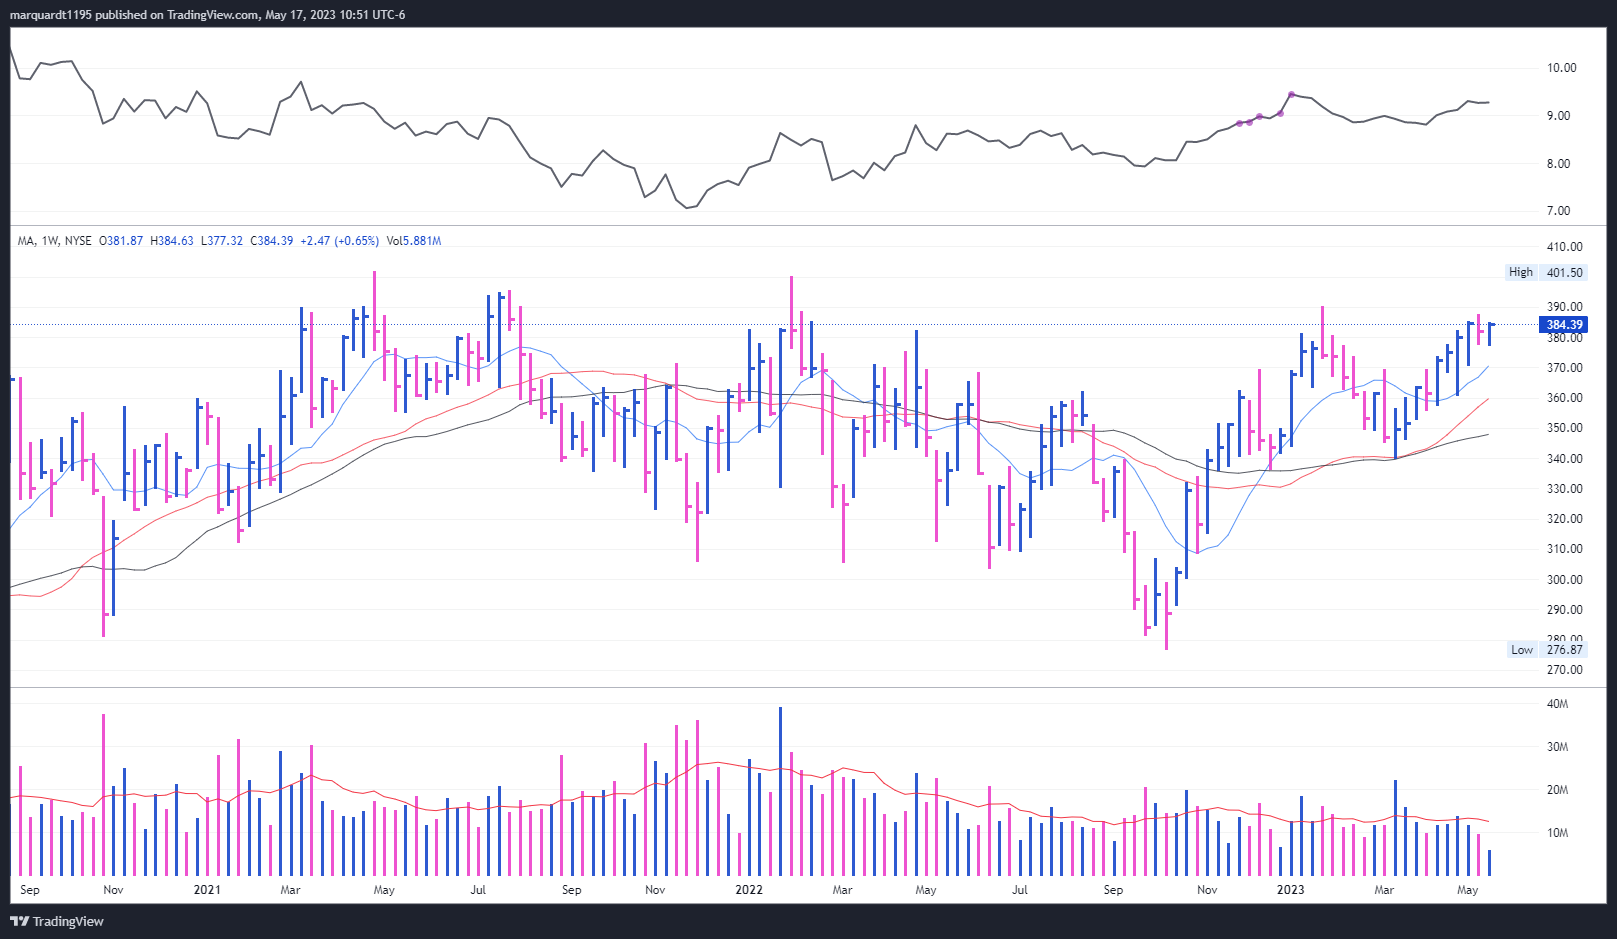 marquardt1195 published on TradingView.com, May 17, 2023 10:51 UTC-6
10.00
9.00
8.00
7.00
MA, 1W, NYSE O381.87 H384.63 L377.32 C384.39 +2.47 (+0.65%) Vol5.881M
410.00
High 401.50
390.00
384.39
380.00
370.00
360.00
350.00
340.00
330.00
320.00
310.00
300.00
290.00
280.00
Low 276.87
270.00
40M
30M
20M
10M
Sep Nov 2021 Mar May Jul Sep Nov 2022 Mar May Jul Sep Nov 2023 Mar May
TradingView